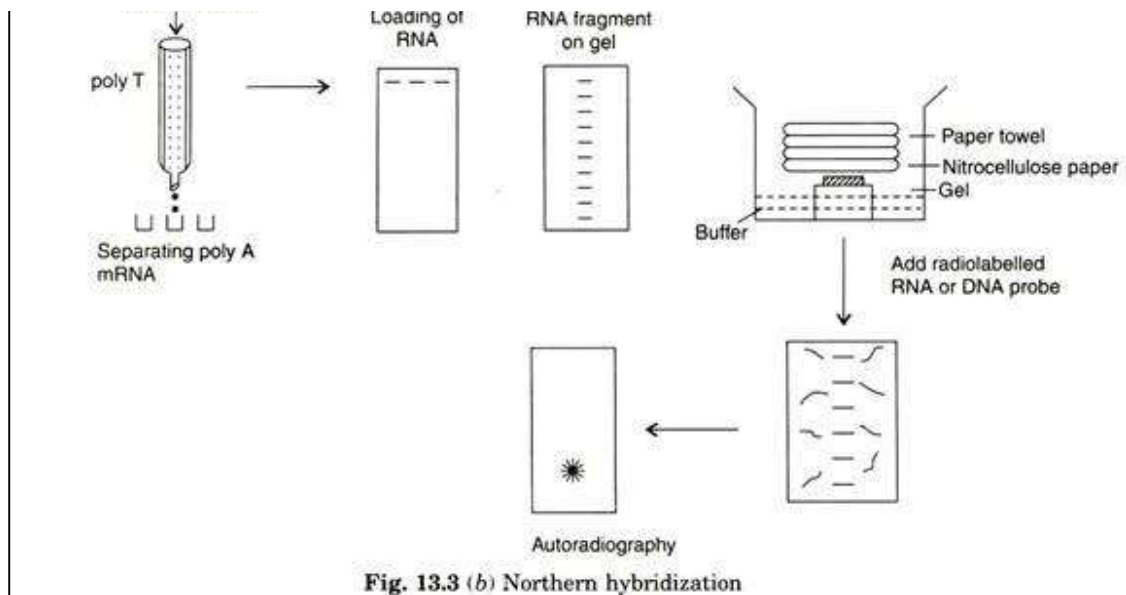 Loading of
RNA
RNA fragment
on gel
poly T
Paper towel
Nitrocellulose paper
Gel
Buffer
Separating poly A
mRNA
Add radiolabelled
RNA or DNA probe
Autoradiography
Fig. 13.3 (b) Northern hybridization